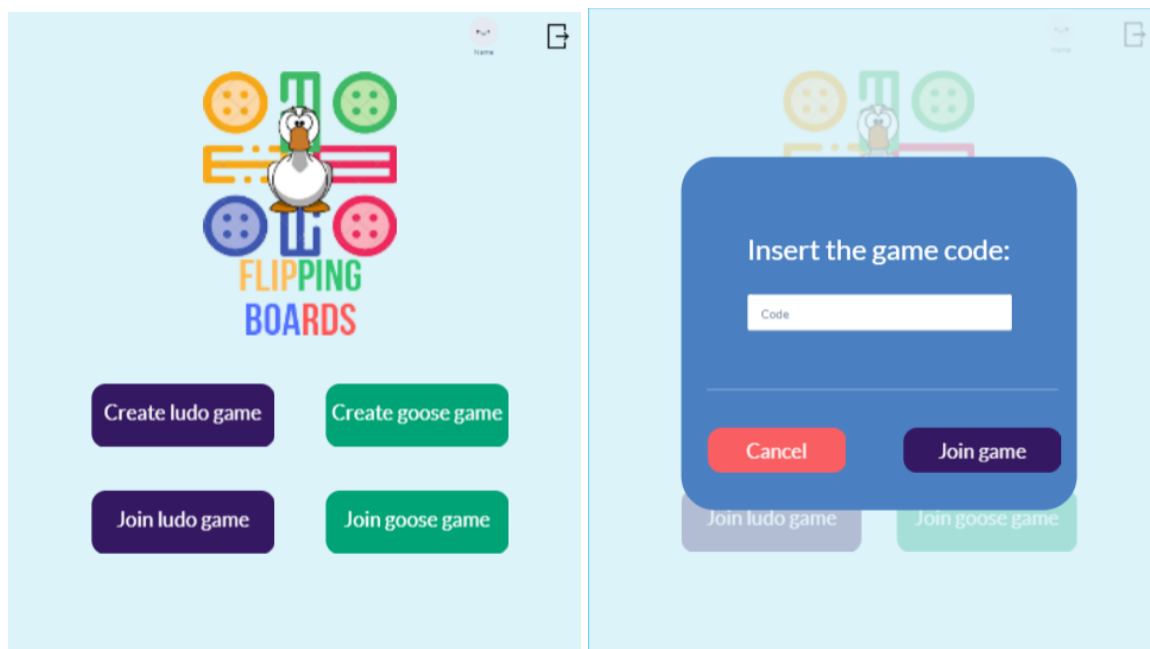 Name
FLIPPING
BOARDS
Create ludo game
Create goose game
Join ludo game
Join goose game
Name
Insert the game code:
Code
Cancel
Join game
Join ludo game
Join goose game